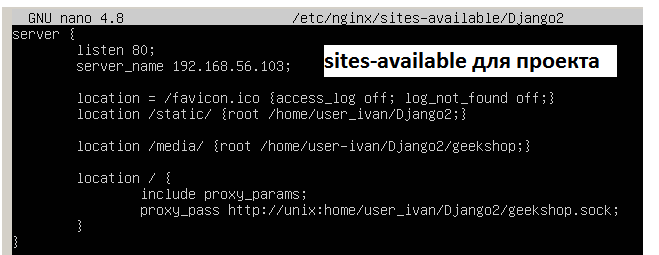 GNU nano 4.8 /etc/nginx/sites-available/Django2
server {
listen 80;
server_name 192.168.56.103;
sites-available для проекта
location = /favicon.ico {access_log off; log_not_found off;}
location /static/ {root /home/user_ivan/Django2;}
location /media/ {root /home/user-ivan/Django2/geekshop;}
location / {
include proxy_params;
proxy_pass http://unix:home/user_ivan/Django2/geekshop.sock;
}
}